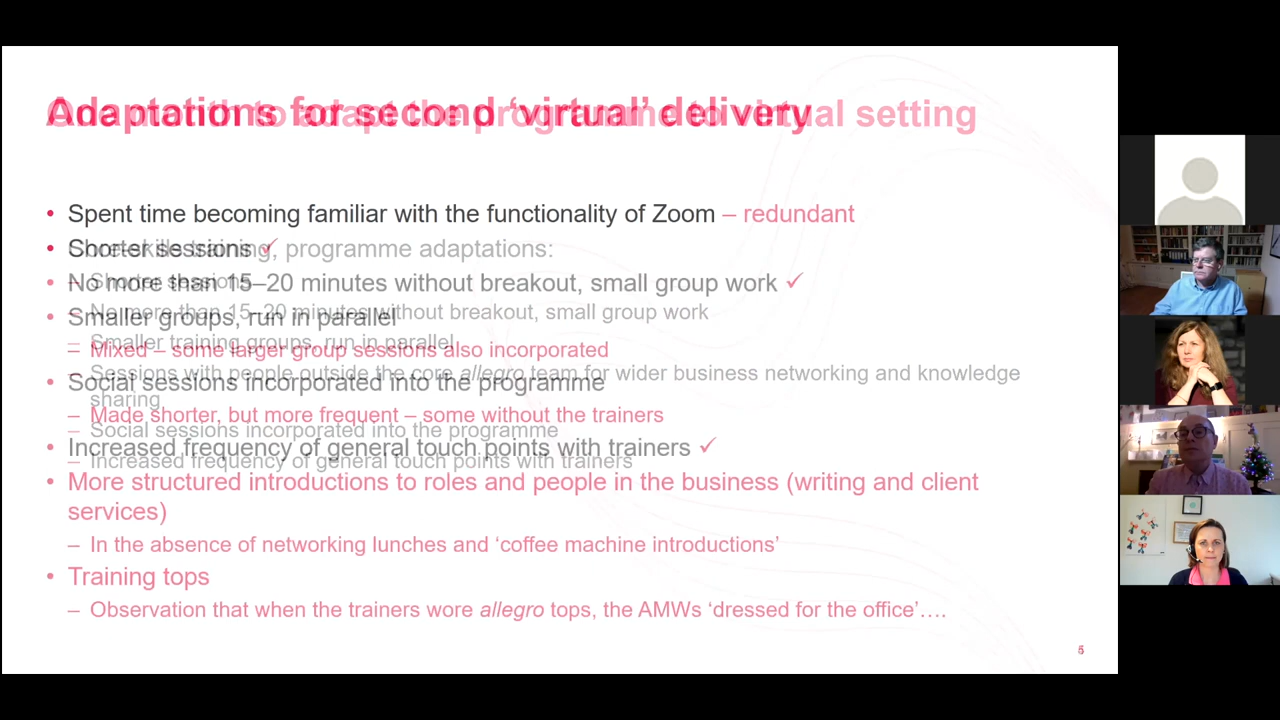 Adaptations for second ‘virtual’ delivery
One month to adapt the programme to virtual setting
• Spent time becoming familiar with the functionality of Zoom – redundant
• Shorter sessions ✓
skills training, programme adaptations:
– Shorter sessions
• No more than 15–20 minutes without breakout, small group work ✓
– No more than 15–20 minutes without breakout, small group work
• Smaller groups, run in parallel
– Smaller training groups, run in parallel
– Mixed – some larger group sessions also incorporated
– Sessions with people outside the core allegro team for wider business networking and knowledge
sharing
• Social sessions incorporated into the programme
– Made shorter, but more frequent – some without the trainers
– Social sessions incorporated into the programme
• Increased frequency of general touch points with trainers ✓
– Increased frequency of general touch points with trainers
• More structured introductions to roles and people in the business (writing and client
services)
– In the absence of networking lunches and ‘coffee machine introductions’
• Training tops
– Observation that when the trainers wore allegro tops, the AMWs ‘dressed for the office’….